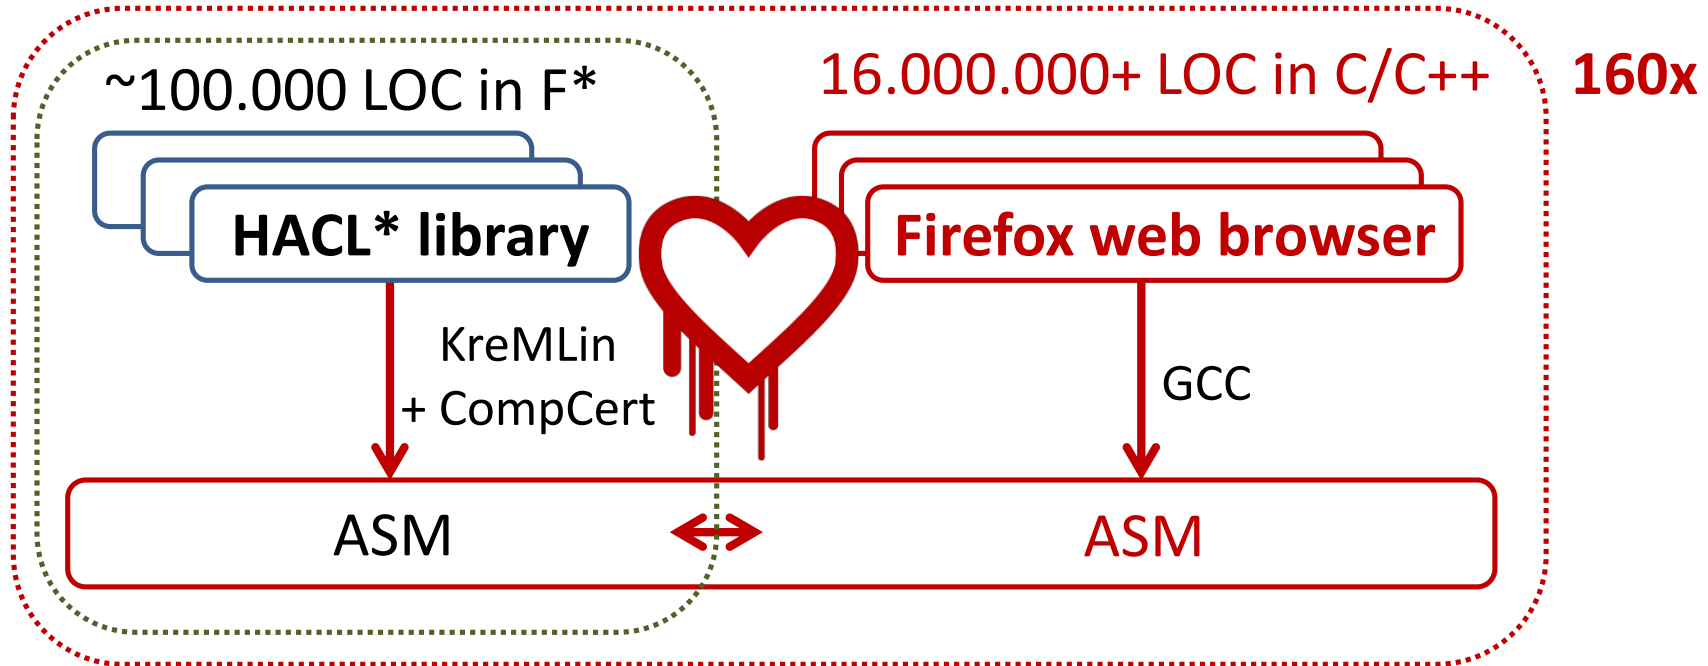 ~100.000 LOC in F*
16.000.000+ LOC in C/C++
160x
HACL* library
Firefox web browser
KreMLin
+ CompCert
GCC
ASM
ASM